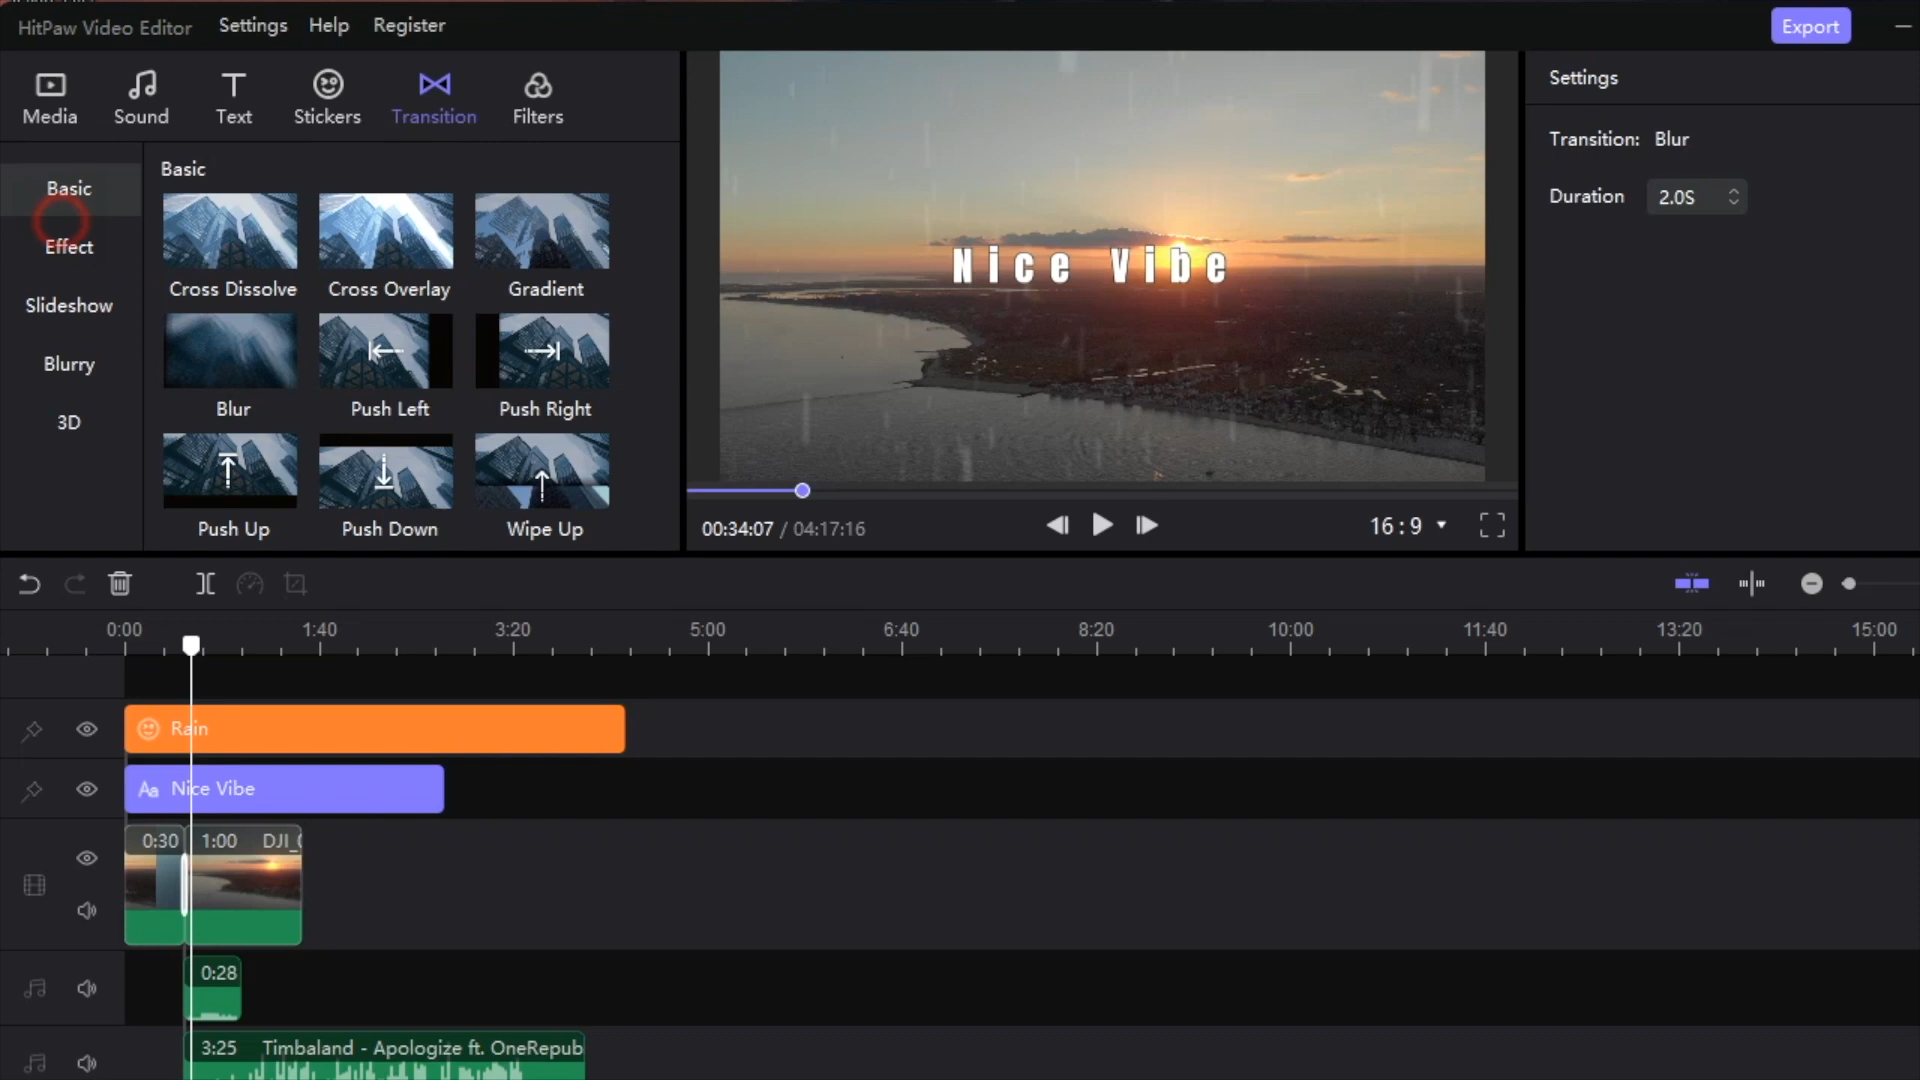 HitPaw Video Editor Settings Help Register Export
Media Sound Text Stickers Transition Filters
Basic
Effect
Slideshow
Blurry
3D
Basic
Cross Dissolve Cross Overlay Gradient
Blur Push Left Push Right
Push Up Push Down Wipe Up
Nice Vibe
00:34:07 / 04:17:16 16:9
Settings
Transition: Blur
Duration 2.0S
0:00 1:40 3:20 5:00 6:40 8:20 10:00 11:40 13:20 15:00
Rain
Aa Nice Vibe
0:30 1:00 DJI_0
0:28
3:25 Timbaland - Apologize ft. OneRepub